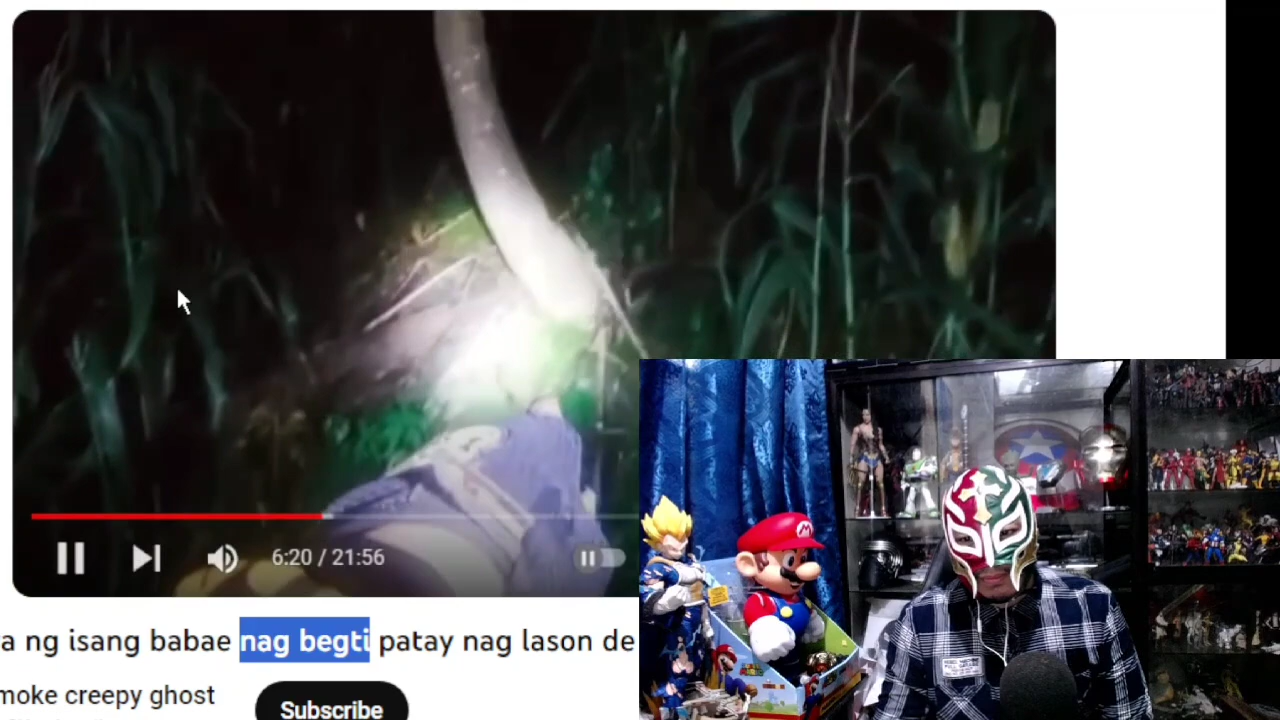 6:20 / 21:56
a ng isang babae nag begti patay nag lason de
moke creepy ghost
Subscribe